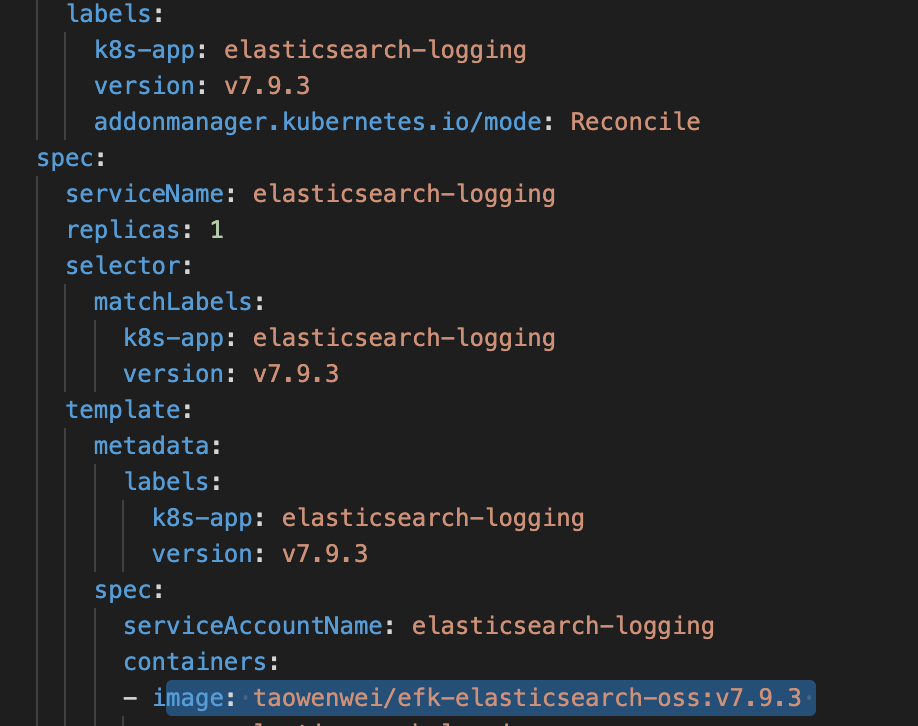 labels:
k8s-app: elasticsearch-logging
version: v7.9.3
addonmanager.kubernetes.io/mode: Reconcile
spec:
serviceName: elasticsearch-logging
replicas: 1
selector:
matchLabels:
k8s-app: elasticsearch-logging
version: v7.9.3
template:
metadata:
labels:
k8s-app: elasticsearch-logging
version: v7.9.3
spec:
serviceAccountName: elasticsearch-logging
containers:
- image: taowenwei/efk-elasticsearch-oss:v7.9.3